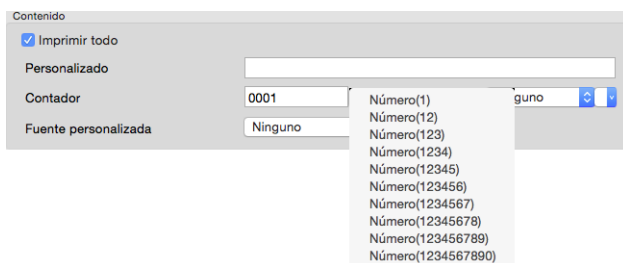 Contenido
Imprimir todo
Personalizado
Contador 0001 guno
Fuente personalizada Ninguno
Número(1)
Número(12)
Número(123)
Número(1234)
Número(12345)
Número(123456)
Número(1234567)
Número(12345678)
Número(123456789)
Número(1234567890)